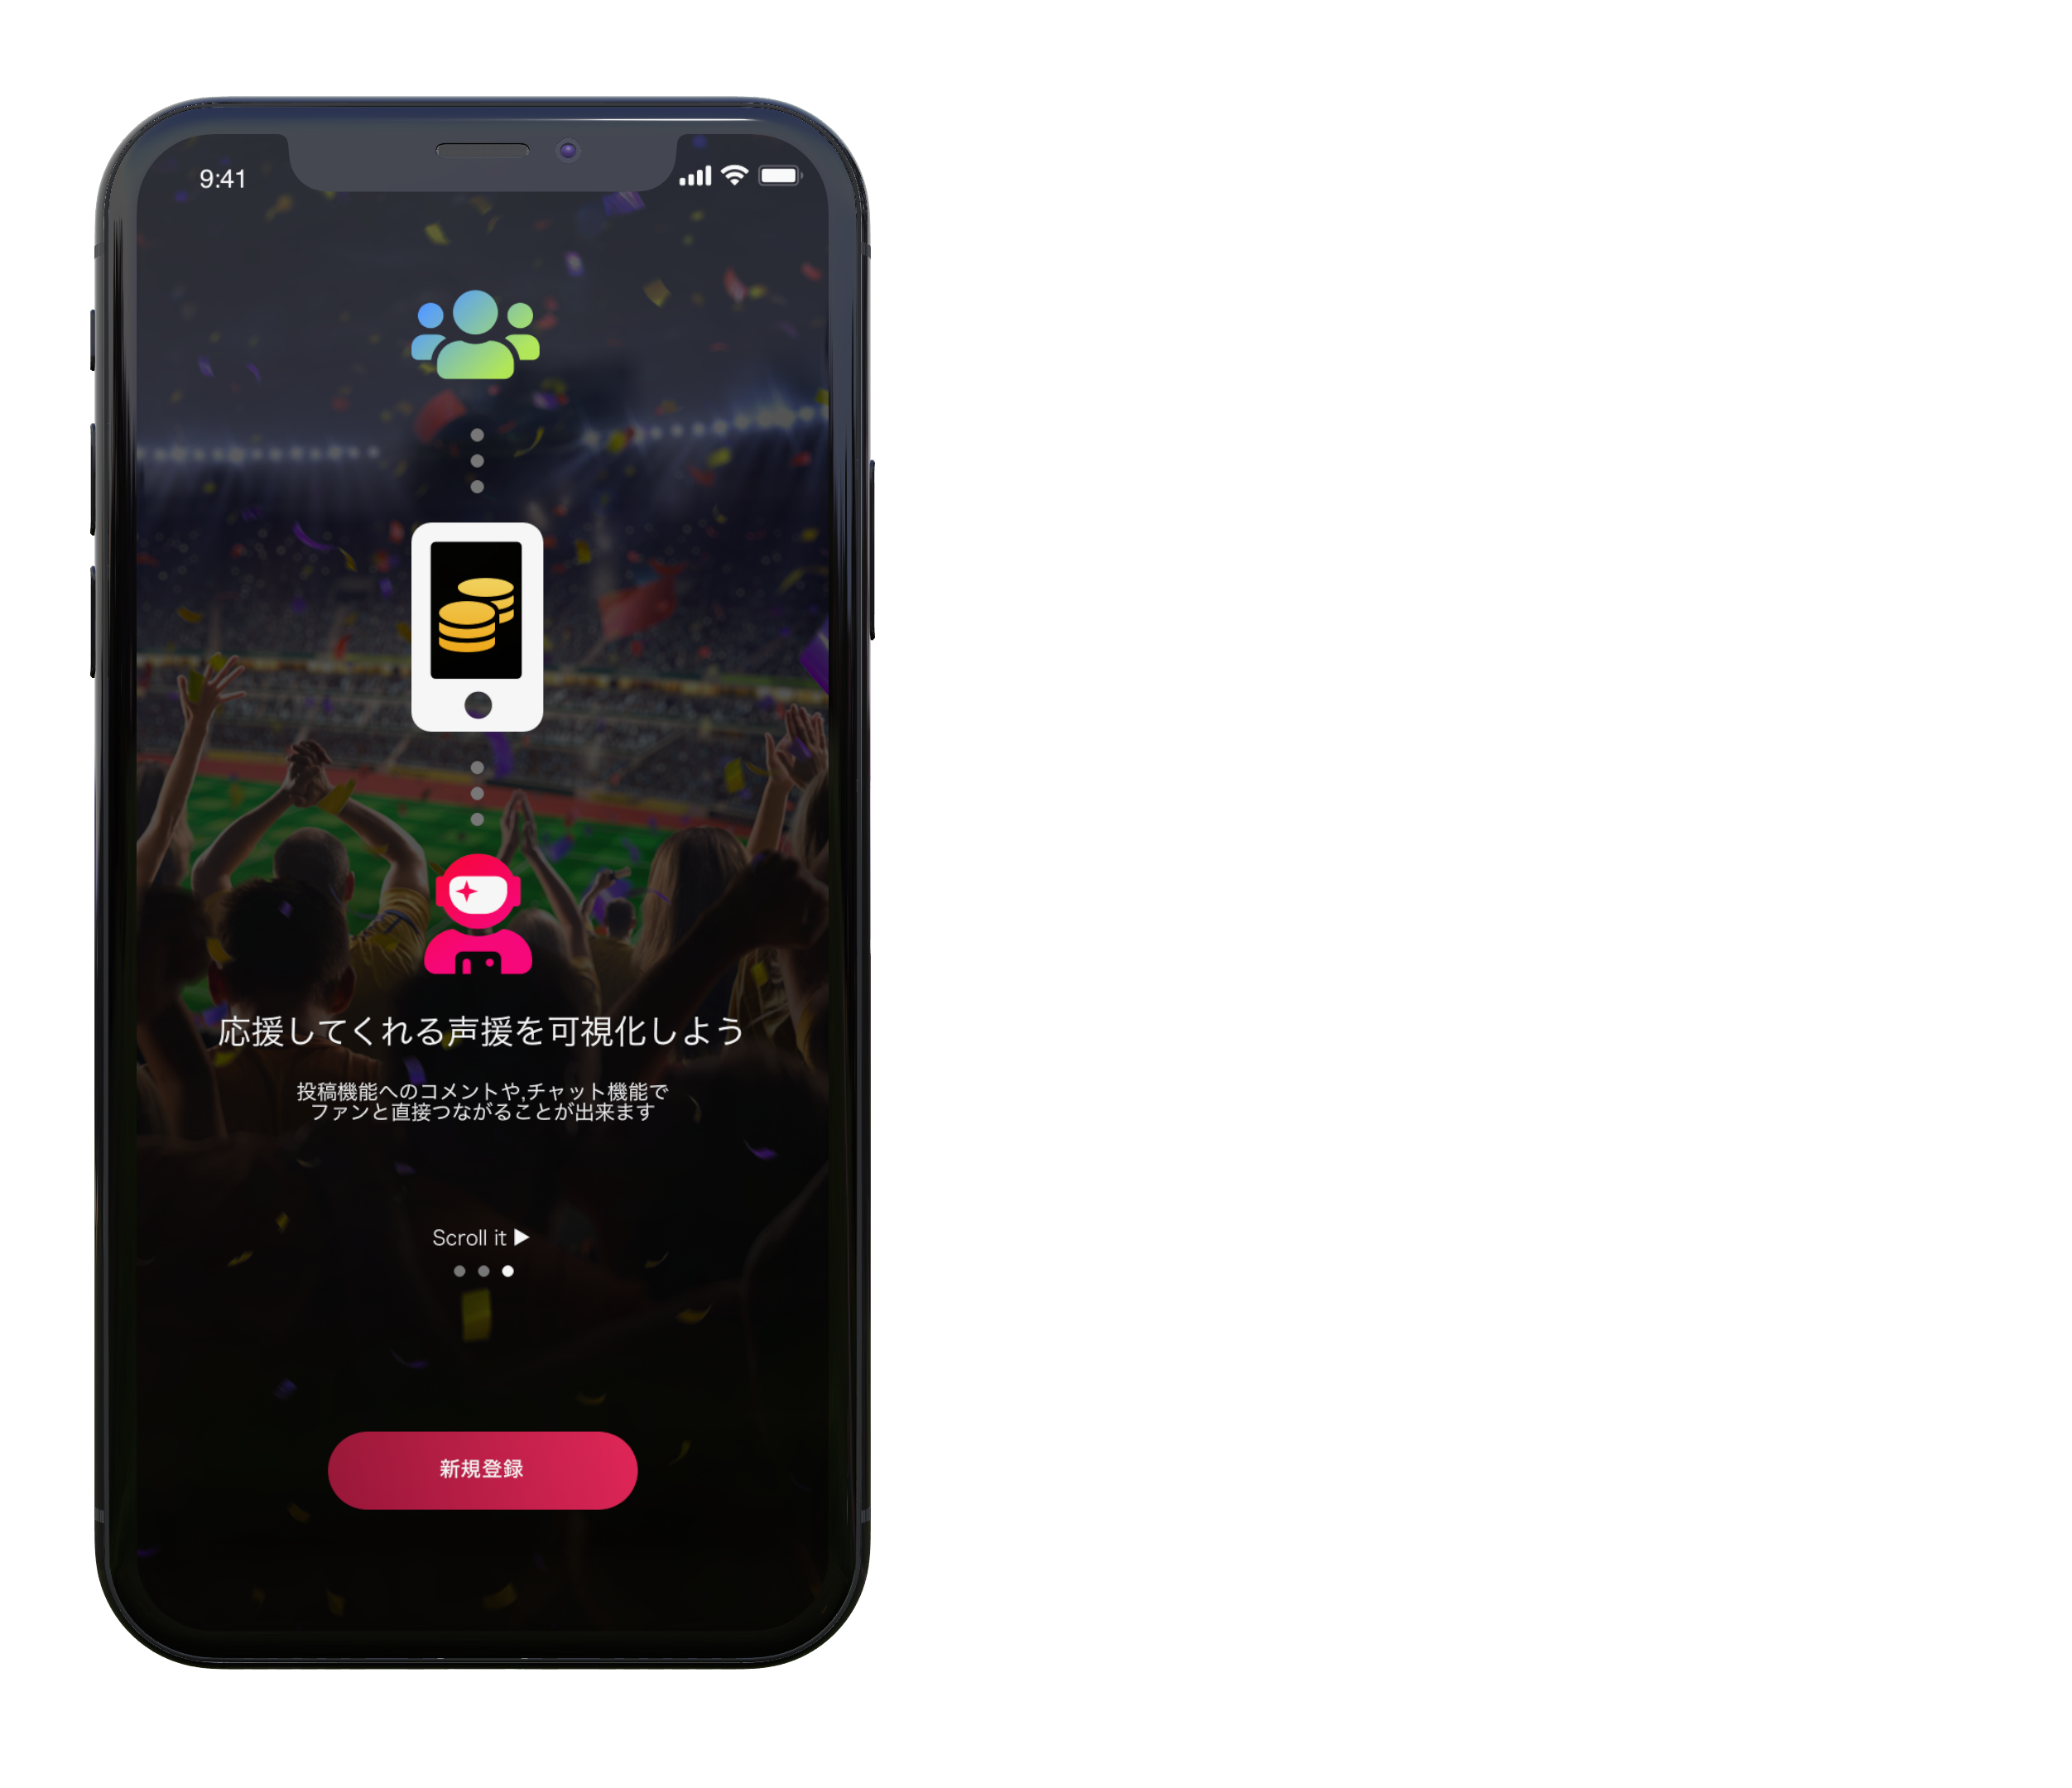 9:41
応援してくれる声援を可視化しよう
投稿機能へのコメントや,チャット機能で
ファンと直接つながることが出来ます
Scroll it ▶
新規登録